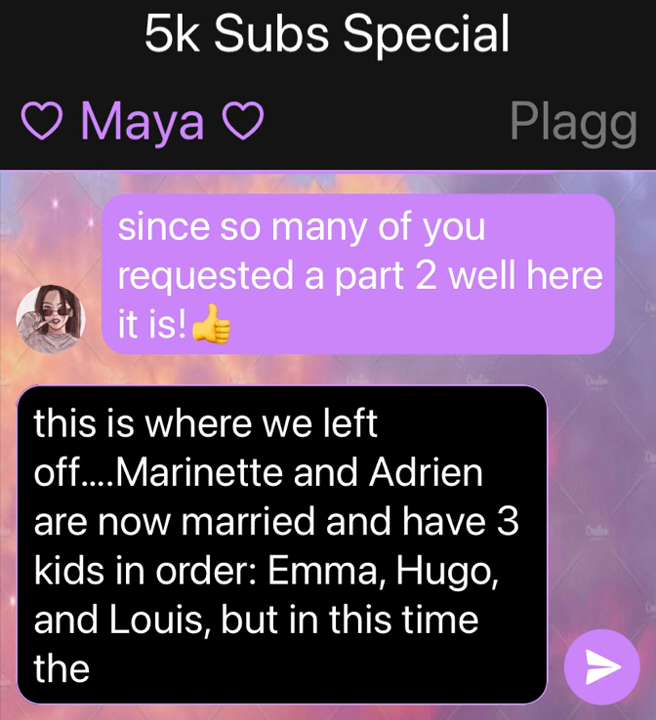 5k Subs Special
♡ Maya ♡
Plagg
since so many of you
requested a part 2 well here
it is!👍
this is where we left
off....Marinette and Adrien
are now married and have 3
kids in order: Emma, Hugo,
and Louis, but in this time
the